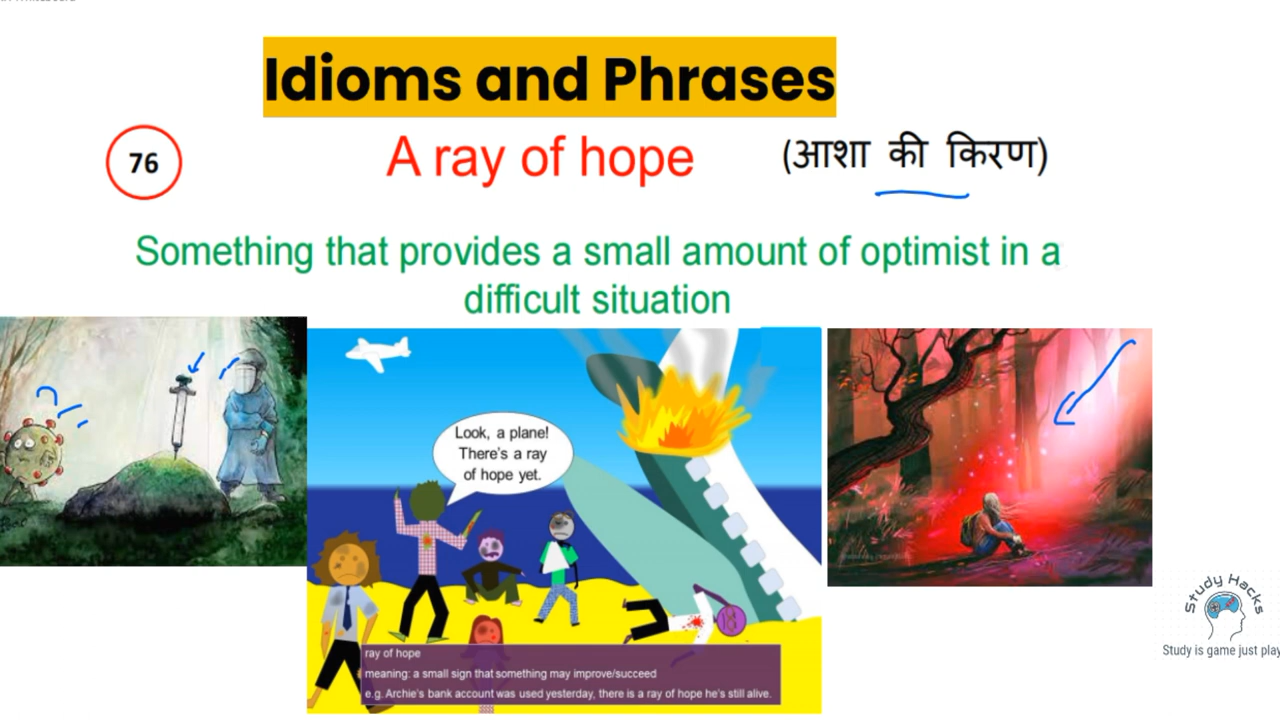 Idioms and Phrases
76
A ray of hope
(आशा की किरण)
Something that provides a small amount of optimist in a
difficult situation
Look, a plane!
There's a ray
of hope yet.
ray of hope
meaning: a small sign that something may improve/succeed
e.g. Archie's bank account was used yesterday, there is a ray of hope he's still alive.
Study Hacks
Study is game just play